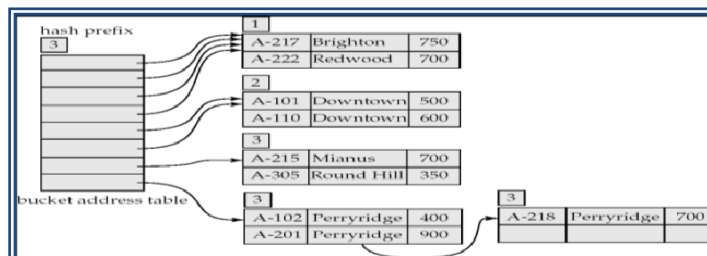 hash prefix
3
bucket address table
1
A-217 Brighton 750
A-222 Redwood 700
2
A-101 Downtown 500
A-110 Downtown 600
3
A-215 Mianus 700
A-305 Round Hill 350
3
A-102 Perryridge 400
A-201 Perryridge 900
3
A-218 Perryridge 700